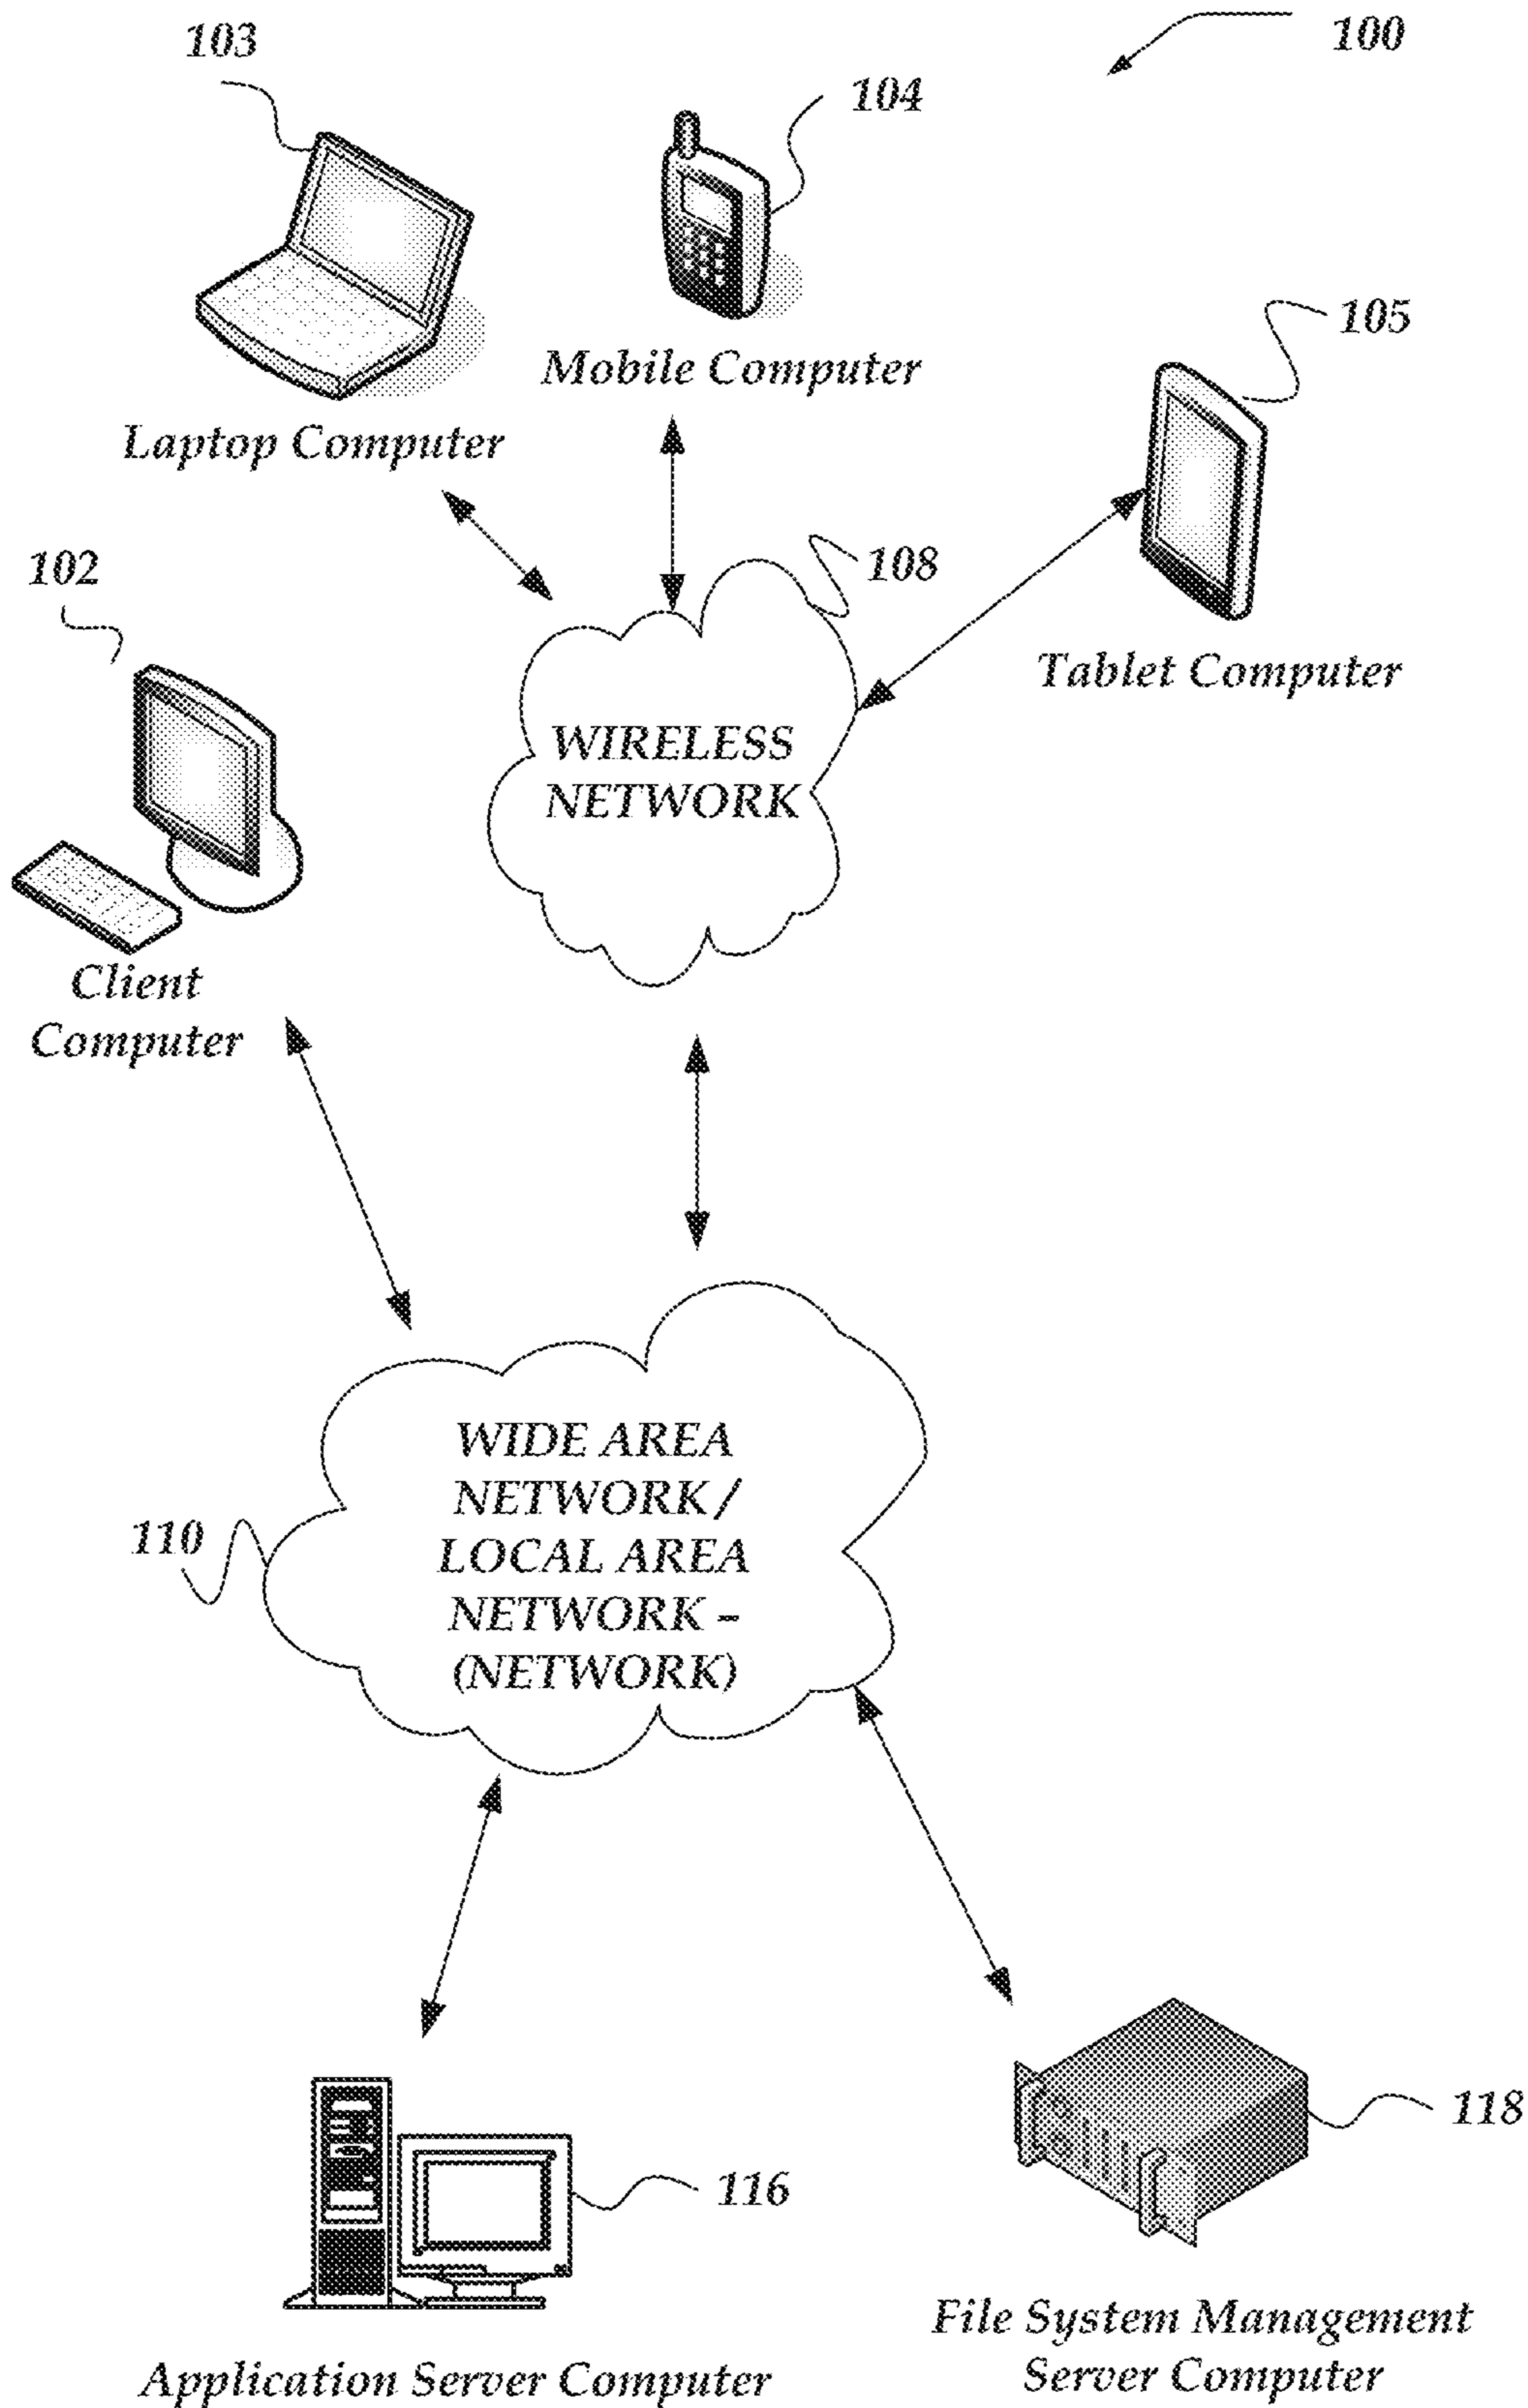 103
100
104
105
Mobile Computer
Laptop Computer
102
108
Tablet Computer
WIRELESS
NETWORK
Client
Computer
WIDE AREA
NETWORK /
LOCAL AREA
NETWORK –
(NETWORK)
110
118
116
File System Management
Server Computer
Application Server Computer